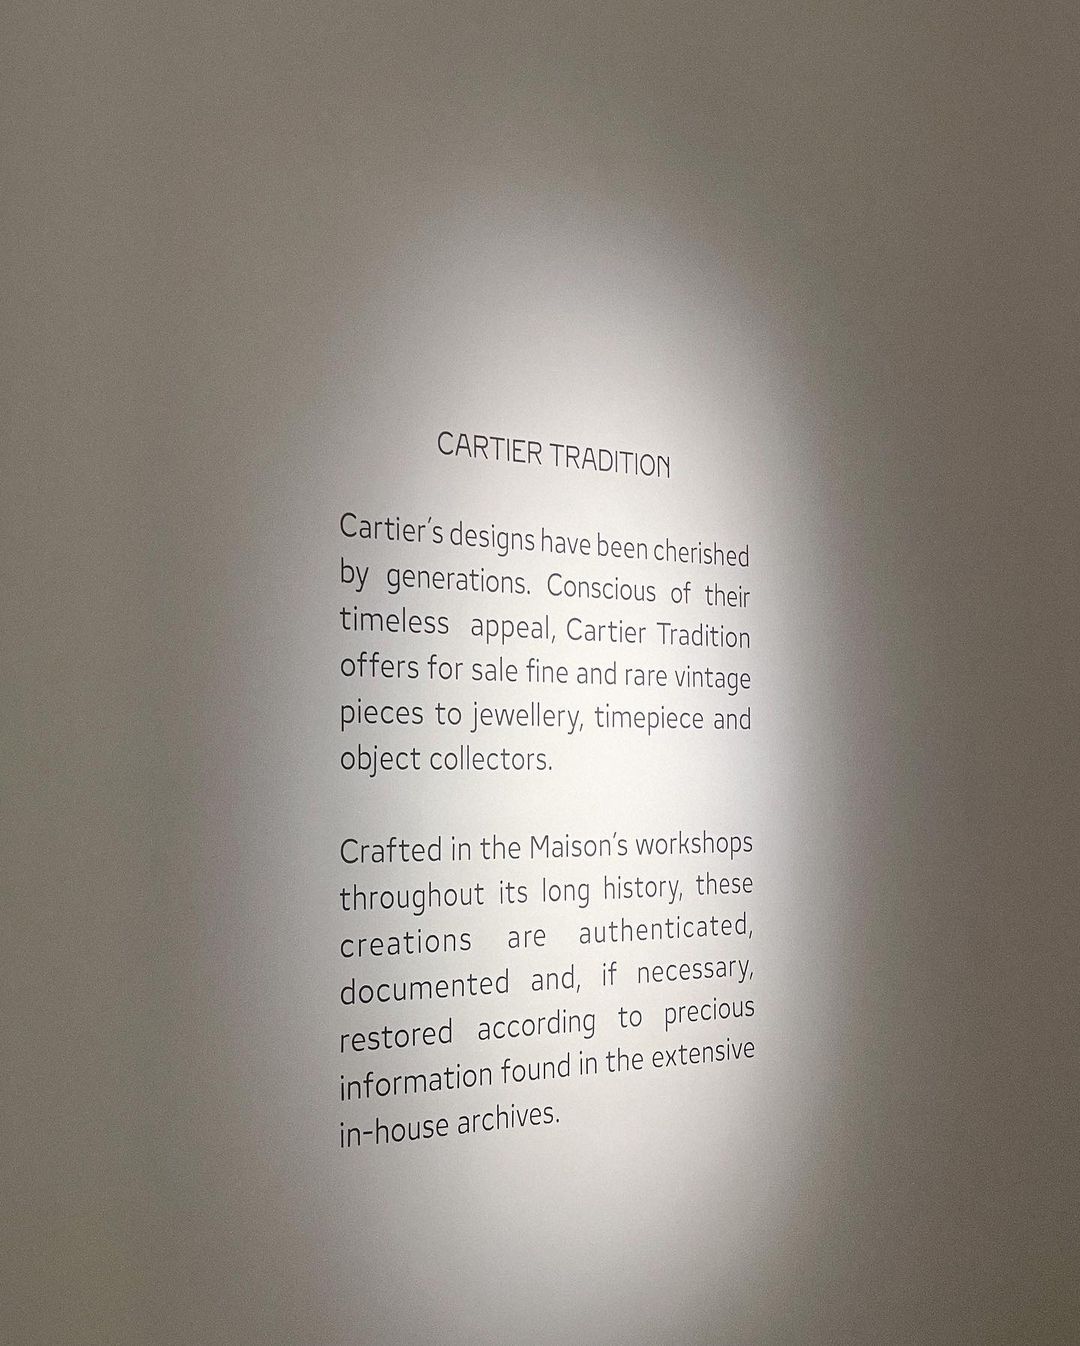 CARTIER TRADITION
Cartier's designs have been cherished
by generations. Conscious of their
timeless appeal, Cartier Tradition
offers for sale fine and rare vintage
pieces to jewellery, timepiece and
object collectors.
Crafted in the Maison's workshops
throughout its long history, these
creations are authenticated,
documented and, if necessary,
restored according to precious
information found in the extensive
in-house archives.